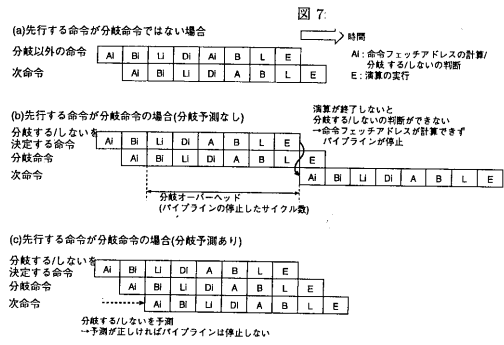 図 7:
(a)先行する命令が分岐命令ではない場合
時間
分岐以外の命令
Ai Bi Li Di Ai B L E
次命令
Ai Bi Li Di A B L E
Ai : 命令フェッチアドレスの計算/
分岐する/しないの判断
E : 演算の実行
(b)先行する命令が分岐命令の場合(分岐予測なし)
分岐する/しないを
決定する命令
Ai Bi Li Di A B L E
分岐命令
Ai Bi Li Di A B L E
次命令
Ai Bi Li Di A B L E
演算が終了しないと
分岐する/しないの判断ができない
→命令フェッチアドレスが計算できず
パイプラインが停止
分岐オーバーヘッド
(パイプラインの停止したサイクル数)
(c)先行する命令が分岐命令の場合(分岐予測あり)
分岐する/しないを
決定する命令
Ai Bi Li Di A B L E
分岐命令
Ai Bi Li Di A B L E
次命令
Ai Bi Li Di A B L E
分岐する/しないを予測
→予測が正しければパイプラインは停止しない